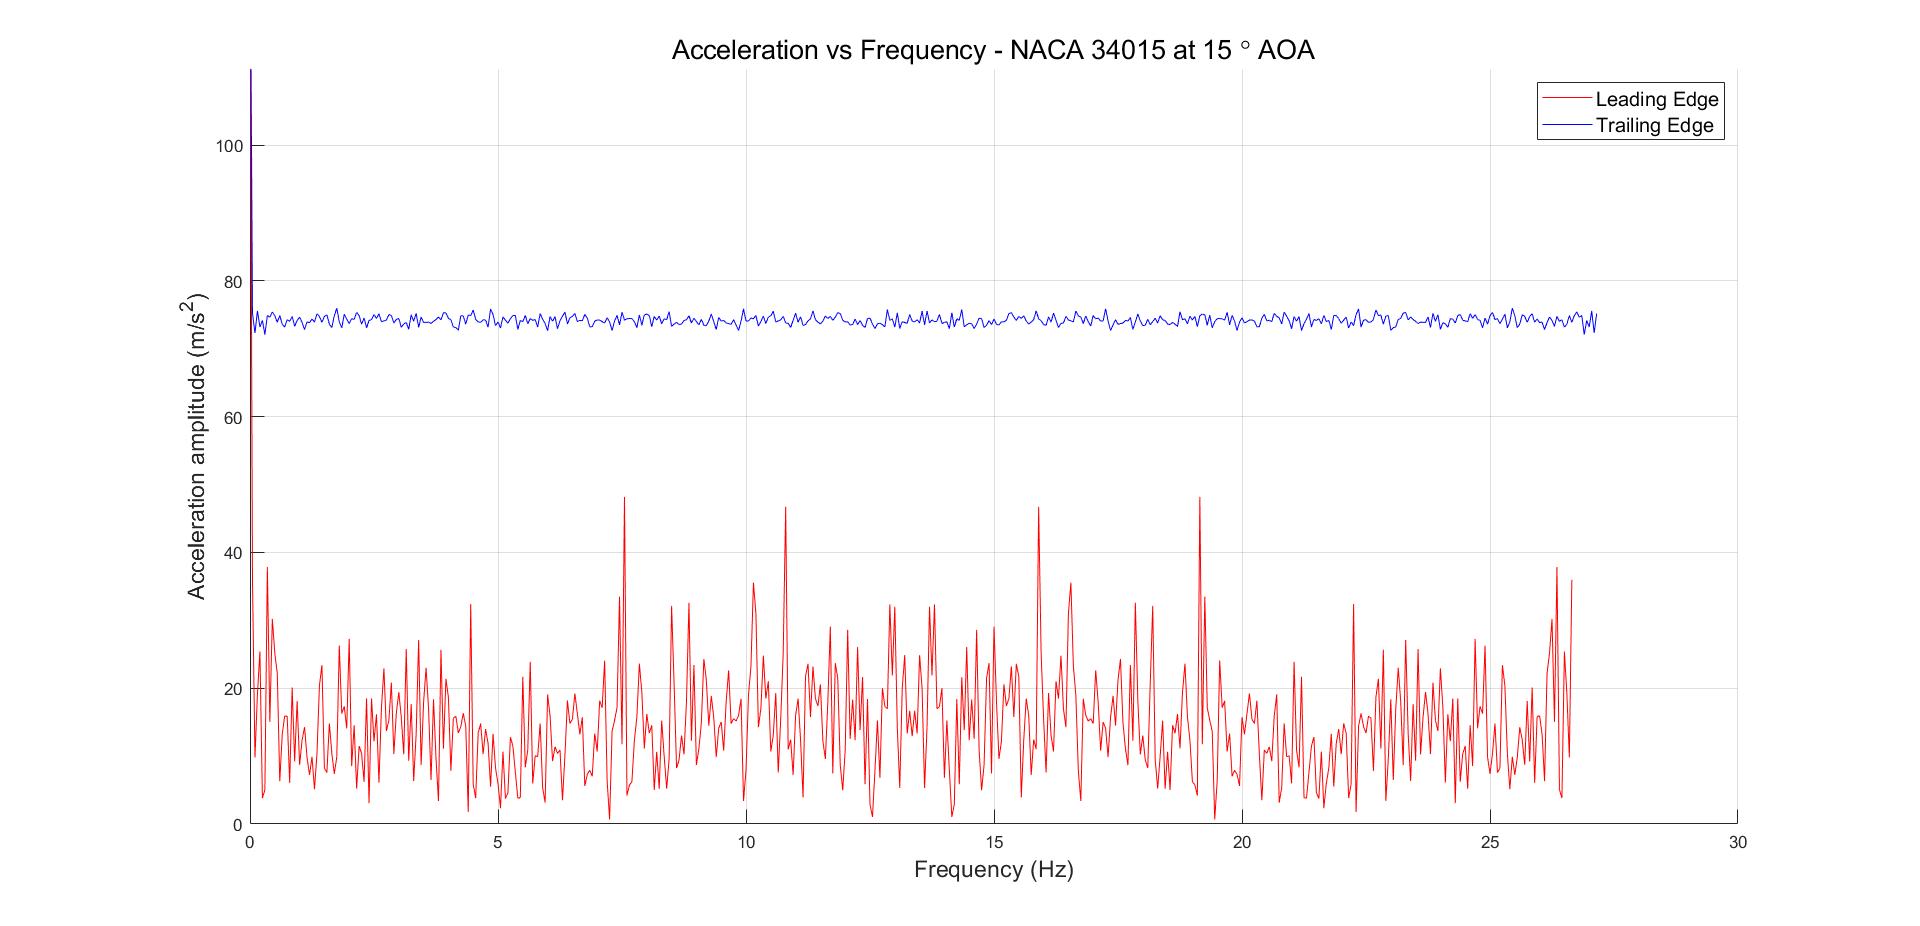 Acceleration vs Frequency - NACA 34015 at 15 ° AOA
Leading Edge
Trailing Edge
Acceleration amplitude (m/s²)
100
80
60
40
20
0
0 5 10 15 20 25 30
Frequency (Hz)